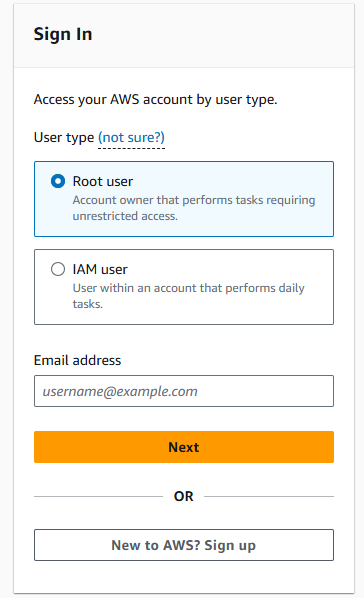 Sign In
Access your AWS account by user type.
User type (not sure?)
Root user
Account owner that performs tasks requiring
unrestricted access.
IAM user
User within an account that performs daily
tasks.
Email address
username@example.com
Next
OR
New to AWS? Sign up